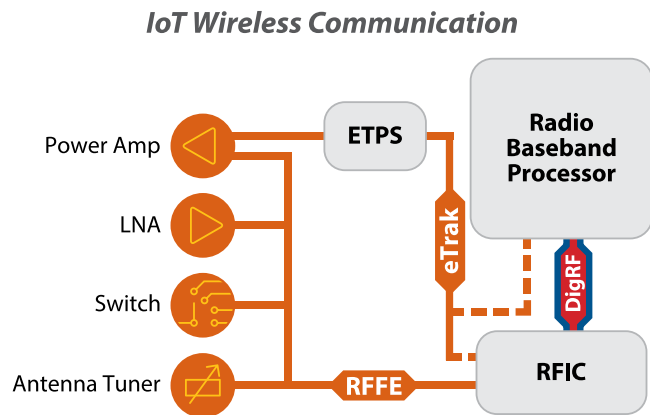 IoT Wireless Communication
Power Amp
ETPS
Radio
Baseband
Processor
LNA
eTrak
Switch
DigRF
Antenna Tuner
RFFE
RFIC